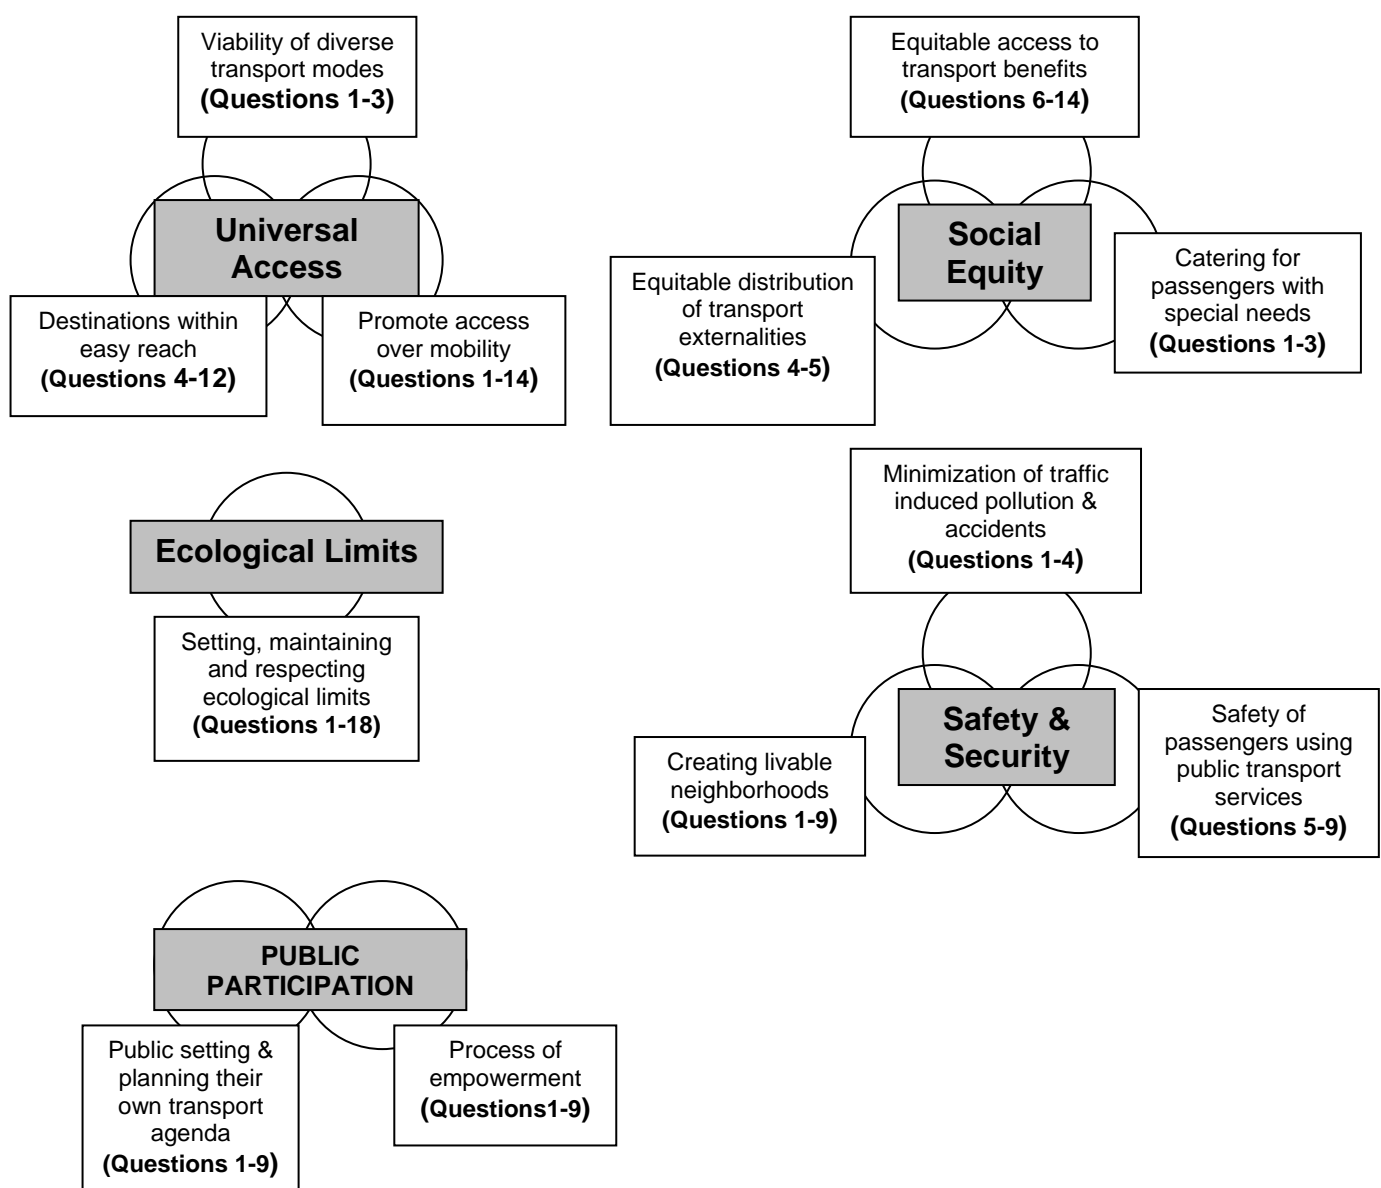 Viability of diverse
transport modes
(Questions 1-3)
Universal
Access
Destinations within
easy reach
(Questions 4-12)
Promote access
over mobility
(Questions 1-14)
Equitable access to
transport benefits
(Questions 6-14)
Social
Equity
Equitable distribution
of transport
externalities
(Questions 4-5)
Catering for
passengers with
special needs
(Questions 1-3)
Ecological Limits
Setting, maintaining
and respecting
ecological limits
(Questions 1-18)
Minimization of traffic
induced pollution &
accidents
(Questions 1-4)
Safety &
Security
Creating livable
neighborhoods
(Questions 1-9)
Safety of
passengers using
public transport
services
(Questions 5-9)
PUBLIC
PARTICIPATION
Public setting &
planning their
own transport
agenda
(Questions 1-9)
Process of
empowerment
(Questions1-9)